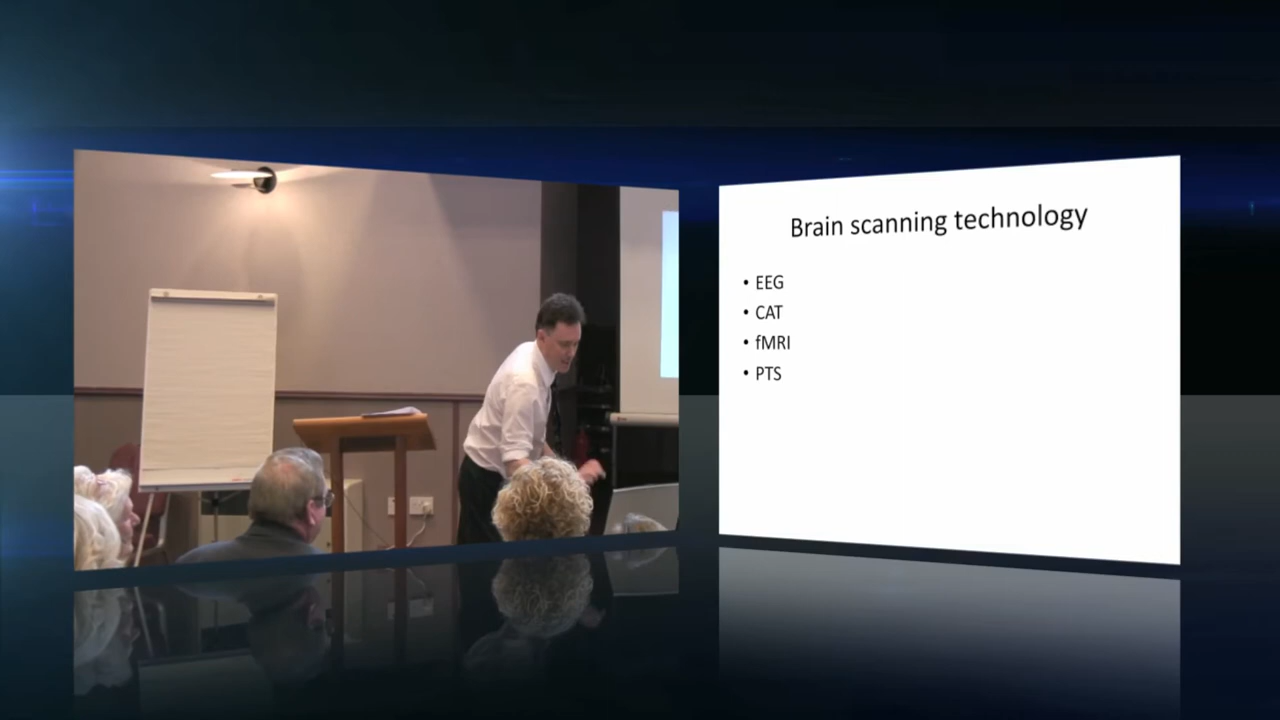 Brain scanning technology
• EEG
• CAT
• fMRI
• PTS